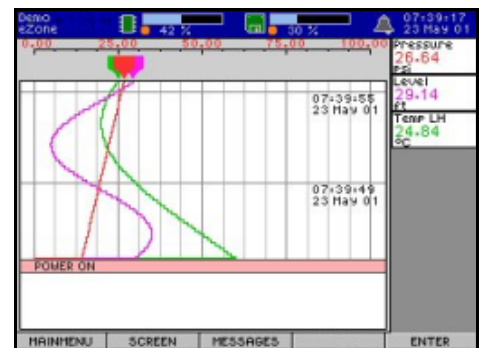 Demo
eZone
42 %
30 %
07:39:17
23 May 01
0.00 25.00 50.00 75.00 100.00
Pressure
26.64
psi
Level
29.14
ft
Temp LH
24.84
°C
07:39:55
23 May 01
07:39:49
23 May 01
POWER ON
MAINMENU SCREEN MESSAGES ENTER